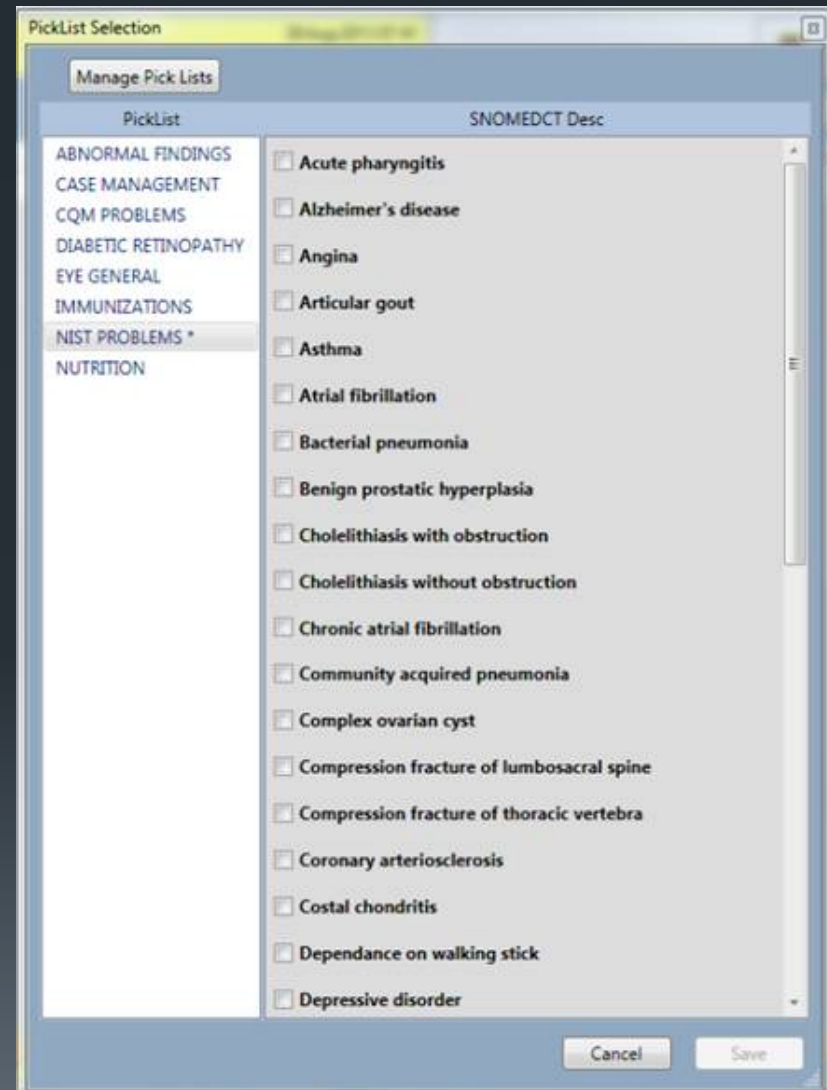 PickList Selection
Manage Pick Lists
PickList
SNOMEDCT Desc
ABNORMAL FINDINGS
CASE MANAGEMENT
CQM PROBLEMS
DIABETIC RETINOPATHY
EYE GENERAL
IMMUNIZATIONS
NIST PROBLEMS *
NUTRITION
Acute pharyngitis
Alzheimer's disease
Angina
Articular gout
Asthma
Atrial fibrillation
Bacterial pneumonia
Benign prostatic hyperplasia
Cholelithiasis with obstruction
Cholelithiasis without obstruction
Chronic atrial fibrillation
Community acquired pneumonia
Complex ovarian cyst
Compression fracture of lumbosacral spine
Compression fracture of thoracic vertebra
Coronary arteriosclerosis
Costal chondritis
Dependance on walking stick
Depressive disorder
Cancel
Save